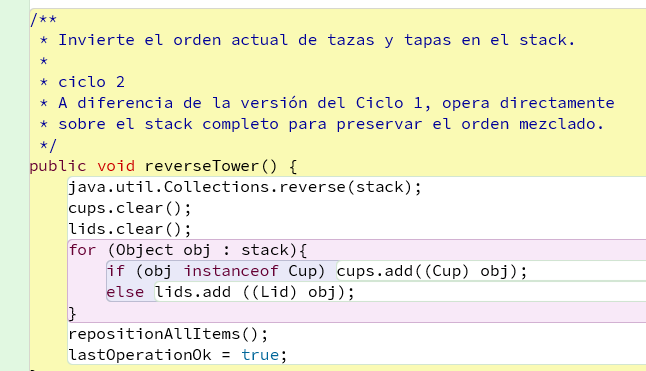 /**
 * Invierte el orden actual de tazas y tapas en el stack.
 *
 * ciclo 2
 * A diferencia de la versión del Ciclo 1, opera directamente
 * sobre el stack completo para preservar el orden mezclado.
 */
public void reverseTower() {
    java.util.Collections.reverse(stack);
    cups.clear();
    lids.clear();
    for (Object obj : stack){
        if (obj instanceof Cup) cups.add((Cup) obj);
        else lids.add ((Lid) obj);
    }
    repositionAllItems();
    lastOperationOk = true;